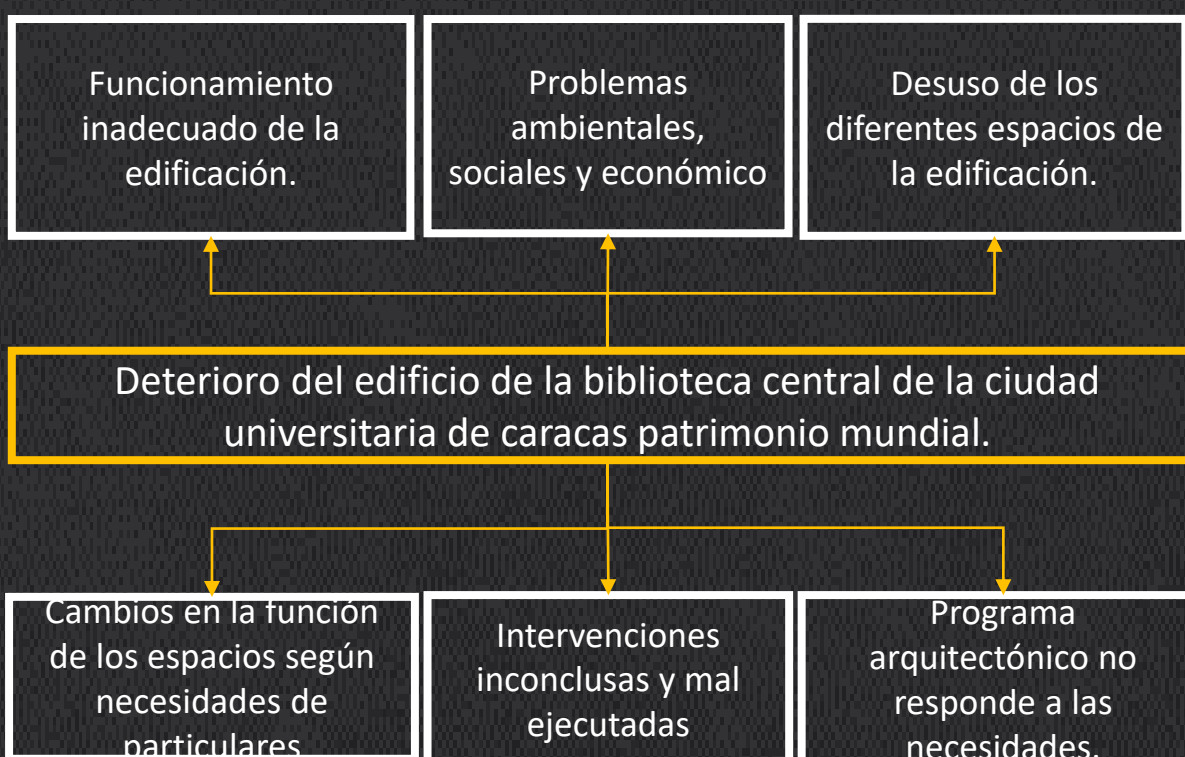 Funcionamiento
inadecuado de la
edificación.
Problemas
ambientales,
sociales y económico
Desuso de los
diferentes espacios de
la edificación.
Deterioro del edificio de la biblioteca central de la ciudad
universitaria de caracas patrimonio mundial.
Cambios en la función
de los espacios según
necesidades de
particulares
Intervenciones
inconclusas y mal
ejecutadas
Programa
arquitectónico no
responde a las
necesidades.